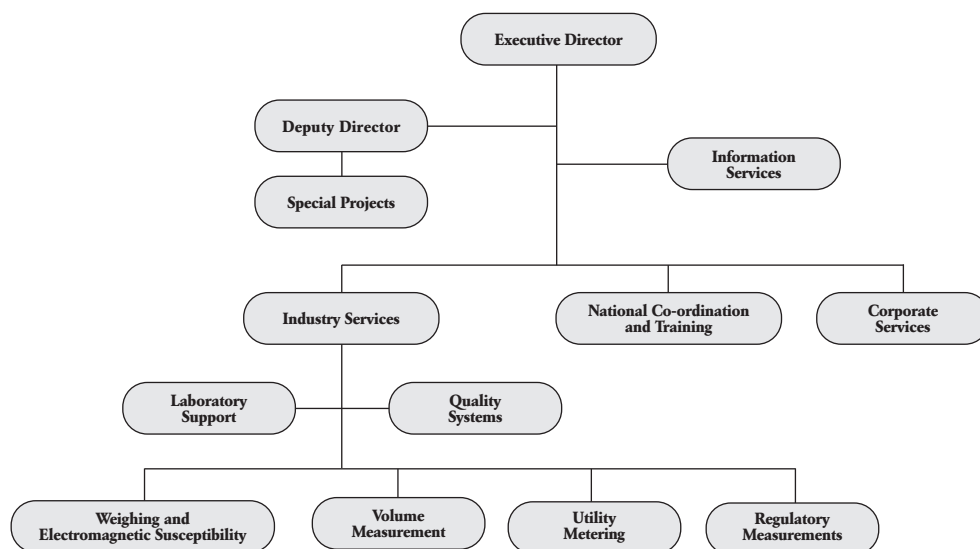 Executive Director
Deputy Director
Information
Services
Special Projects
Industry Services
National Co-ordination
and Training
Corporate
Services
Laboratory
Support
Quality
Systems
Weighing and
Electromagnetic Susceptibility
Volume
Measurement
Utility
Metering
Regulatory
Measurements